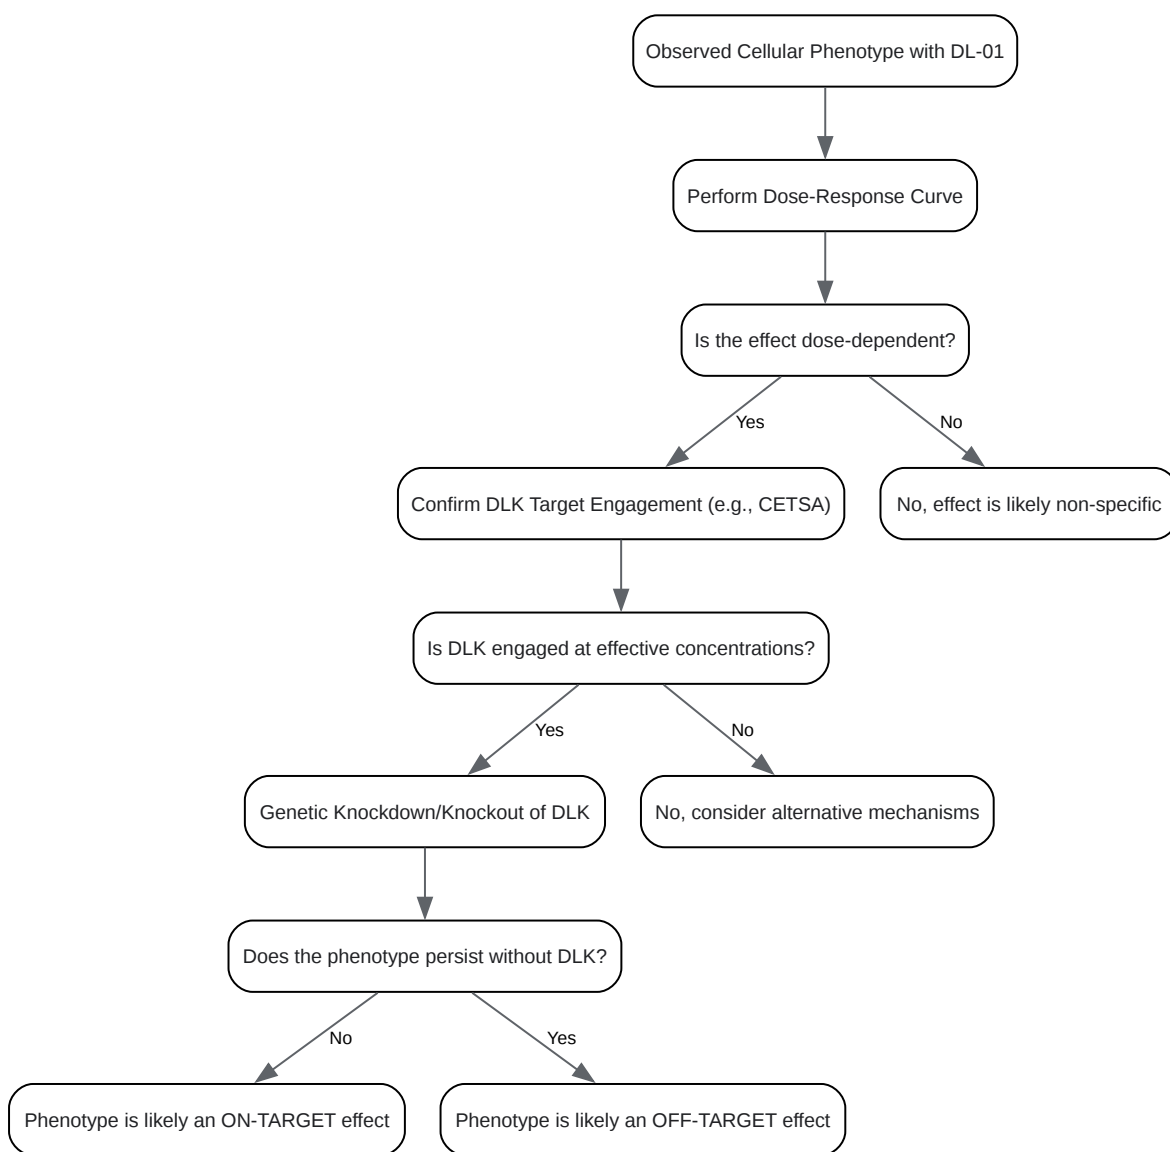 Observed Cellular Phenotype with DL-01
Perform Dose-Response Curve
Is the effect dose-dependent?
Yes
No
Confirm DLK Target Engagement (e.g., CETSA)
No, effect is likely non-specific
Is DLK engaged at effective concentrations?
Yes
No
Genetic Knockdown/Knockout of DLK
No, consider alternative mechanisms
Does the phenotype persist without DLK?
No
Yes
Phenotype is likely an ON-TARGET effect
Phenotype is likely an OFF-TARGET effect